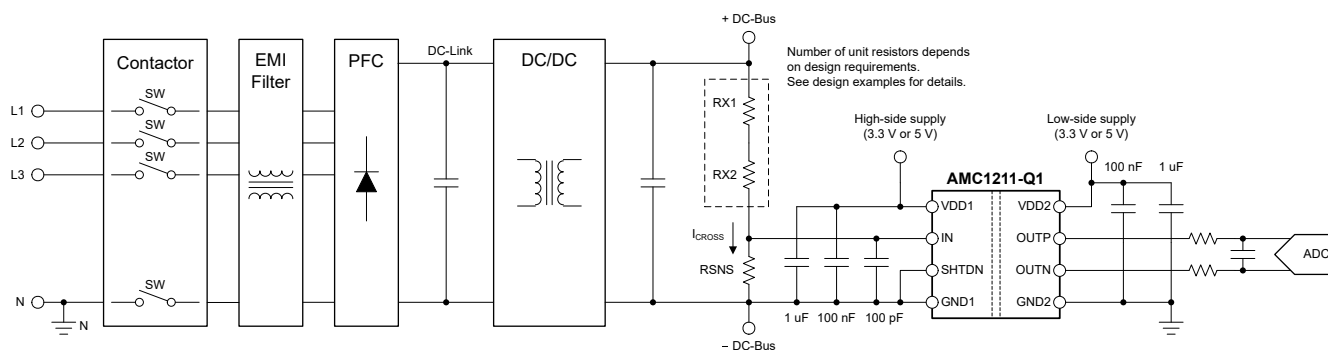 + DC-Bus
Number of unit resistors depends
on design requirements.
See design examples for details.
Contactor
EMI
Filter
PFC
DC-Link
DC/DC
SW
L1
SW
L2
SW
L3
SW
N
N
RX1
RX2
I_CROSS
RSNS
– DC-Bus
High-side supply
(3.3 V or 5 V)
Low-side supply
(3.3 V or 5 V)
100 nF
1 uF
AMC1211-Q1
VDD1
VDD2
IN
OUTP
SHTDN
OUTN
GND1
GND2
1 uF
100 nF
100 pF
ADC